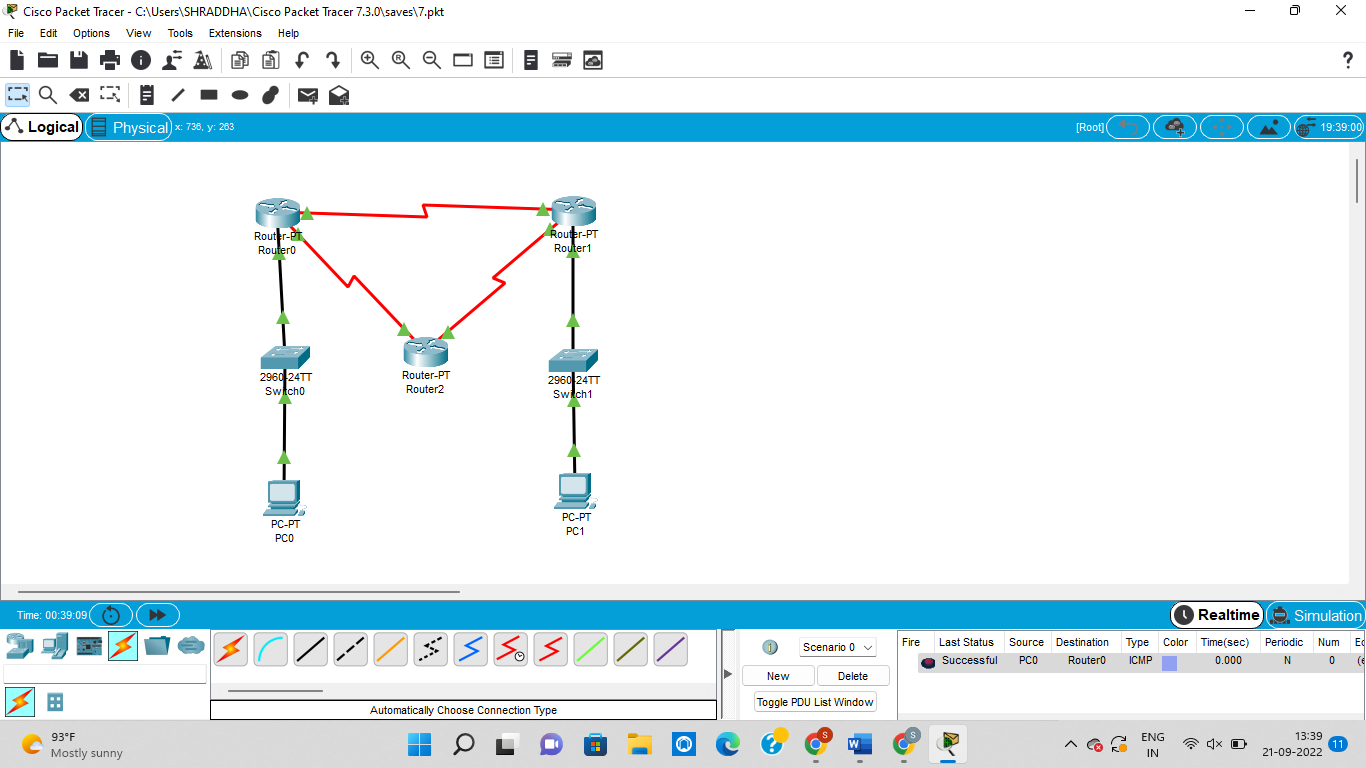 Cisco Packet Tracer - C:\Users\SHRADDHA\Cisco Packet Tracer 7.3.0\saves\7.pkt
File Edit Options View Tools Extensions Help
?
Logical Physical x: 736, y: 263 [Root] 19:39:00
Router-PT
Router0
Router-PT
Router1
Router-PT
Router2
2960-24TT
Switch0
2960-24TT
Switch1
PC-PT
PC0
PC-PT
PC1
Time: 00:39:09 Realtime Simulation
Automatically Choose Connection Type
Scenario 0
New Delete
Toggle PDU List Window
Fire Last Status Source Destination Type Color Time(sec) Periodic Num Ec
Successful PC0 Router0 ICMP 0.000 N 0 (e
93°F
Mostly sunny
S S
ENG
IN
13:39
21-09-2022
11